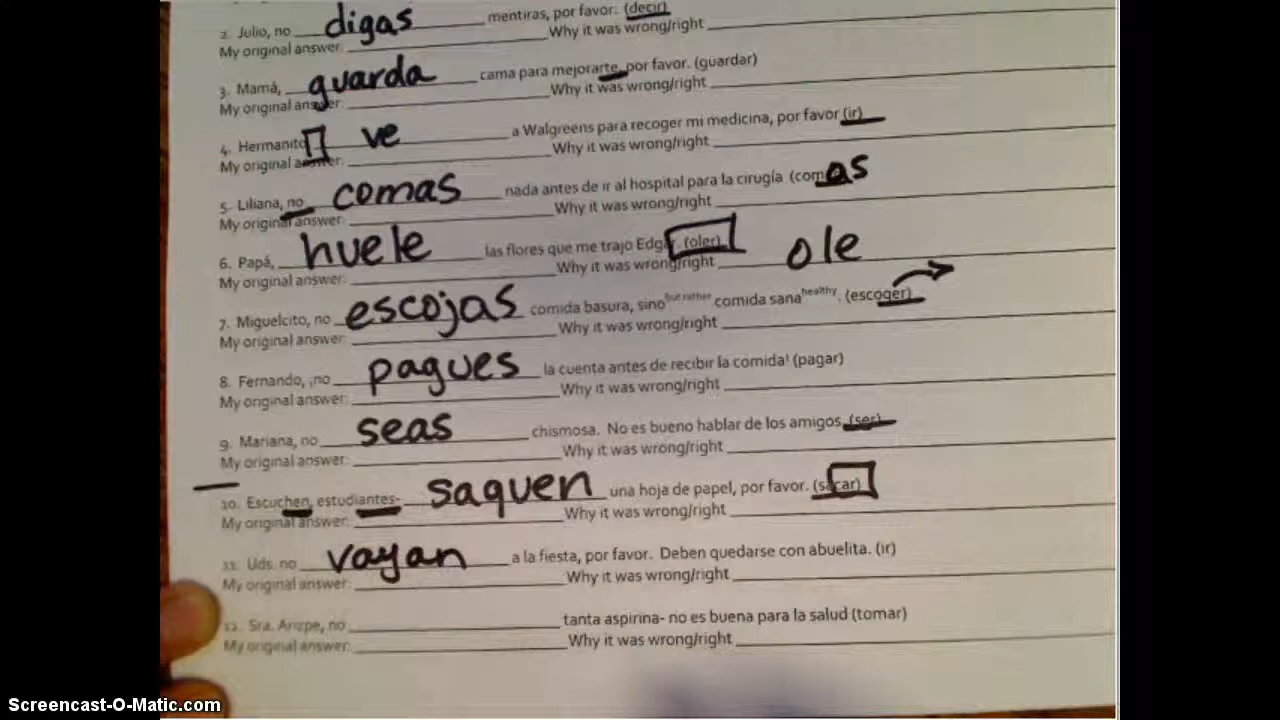 2. Julio, no digas mentiras, por favor. (decir)
My original answer: Why it was wrong/right
3. Mamá, guarda cama para mejorarte, por favor. (guardar)
My original answer: Why it was wrong/right
4. Hermanito, ve a Walgreens para recoger mi medicina, por favor (ir)
My original answer: Why it was wrong/right
5. Liliana, no comas nada antes de ir al hospital para la cirugía (com as
My original answer: Why it was wrong/right
6. Papá, huele las flores que me trajo Edgar. (oler) ole
My original answer: Why it was wrong/right
7. Miguelcito, no escojas comida basura, sino but rather comida sana healthy. (escoger)
My original answer: Why it was wrong/right
8. Fernando, ¡no pagues la cuenta antes de recibir la comida! (pagar)
My original answer: Why it was wrong/right
9. Mariana, no seas chismosa. No es bueno hablar de los amigos. (ser)
My original answer: Why it was wrong/right
10. Escuchen, estudiantes- saquen una hoja de papel, por favor. (sacar)
My original answer: Why it was wrong/right
11. Uds. no vayan a la fiesta, por favor. Deben quedarse con abuelita. (ir)
My original answer: Why it was wrong/right
12. Sra. Arizpe, no tanta aspirina- no es buena para la salud (tomar)
My original answer: Why it was wrong/right
Screencast-O-Matic.com